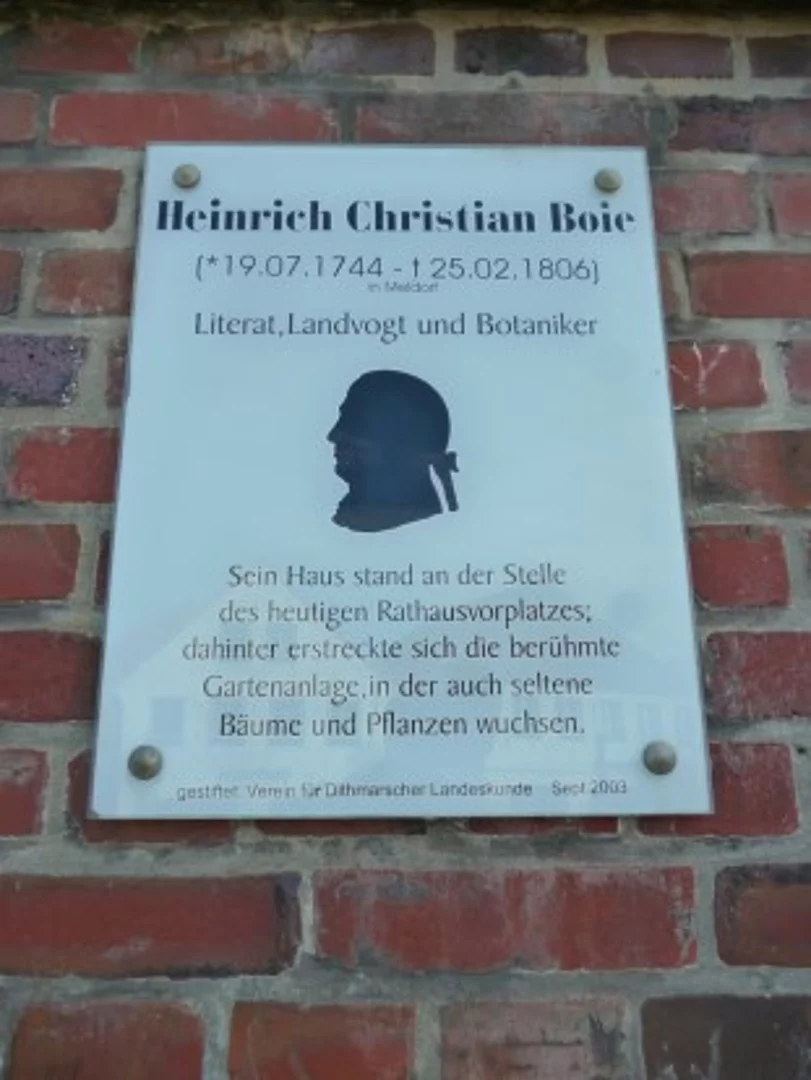 Heinrich Christian Boie
(*19.07.1744 - † 25.02.1806)
in Meldorf
Literat, Landvogt und Botaniker
Sein Haus stand an der Stelle
des heutigen Rathausvorplatzes;
dahinter erstreckte sich die berühmte
Gartenanlage, in der auch seltene
Bäume und Pflanzen wuchsen.
gestiftet: Verein für Dithmarscher Landeskunde Sept.2003